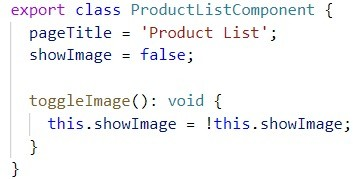 export class ProductListComponent {
  pageTitle = 'Product List';
  showImage = false;

  toggleImage(): void {
    this.showImage = !this.showImage;
  }
}